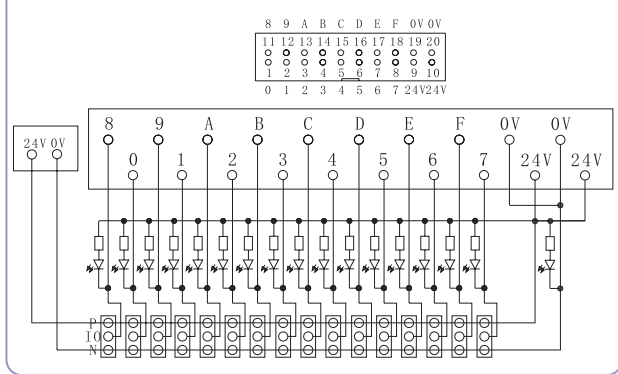 8 9 A B C D E F 0V 0V
11 12 13 14 15 16 17 18 19 20
1 2 3 4 5 6 7 8 9 10
0 1 2 3 4 5 6 7 24V 24V
8 9 A B C D E F 0V 0V
24V 0V
0 1 2 3 4 5 6 7 24V 24V
P
IO
N